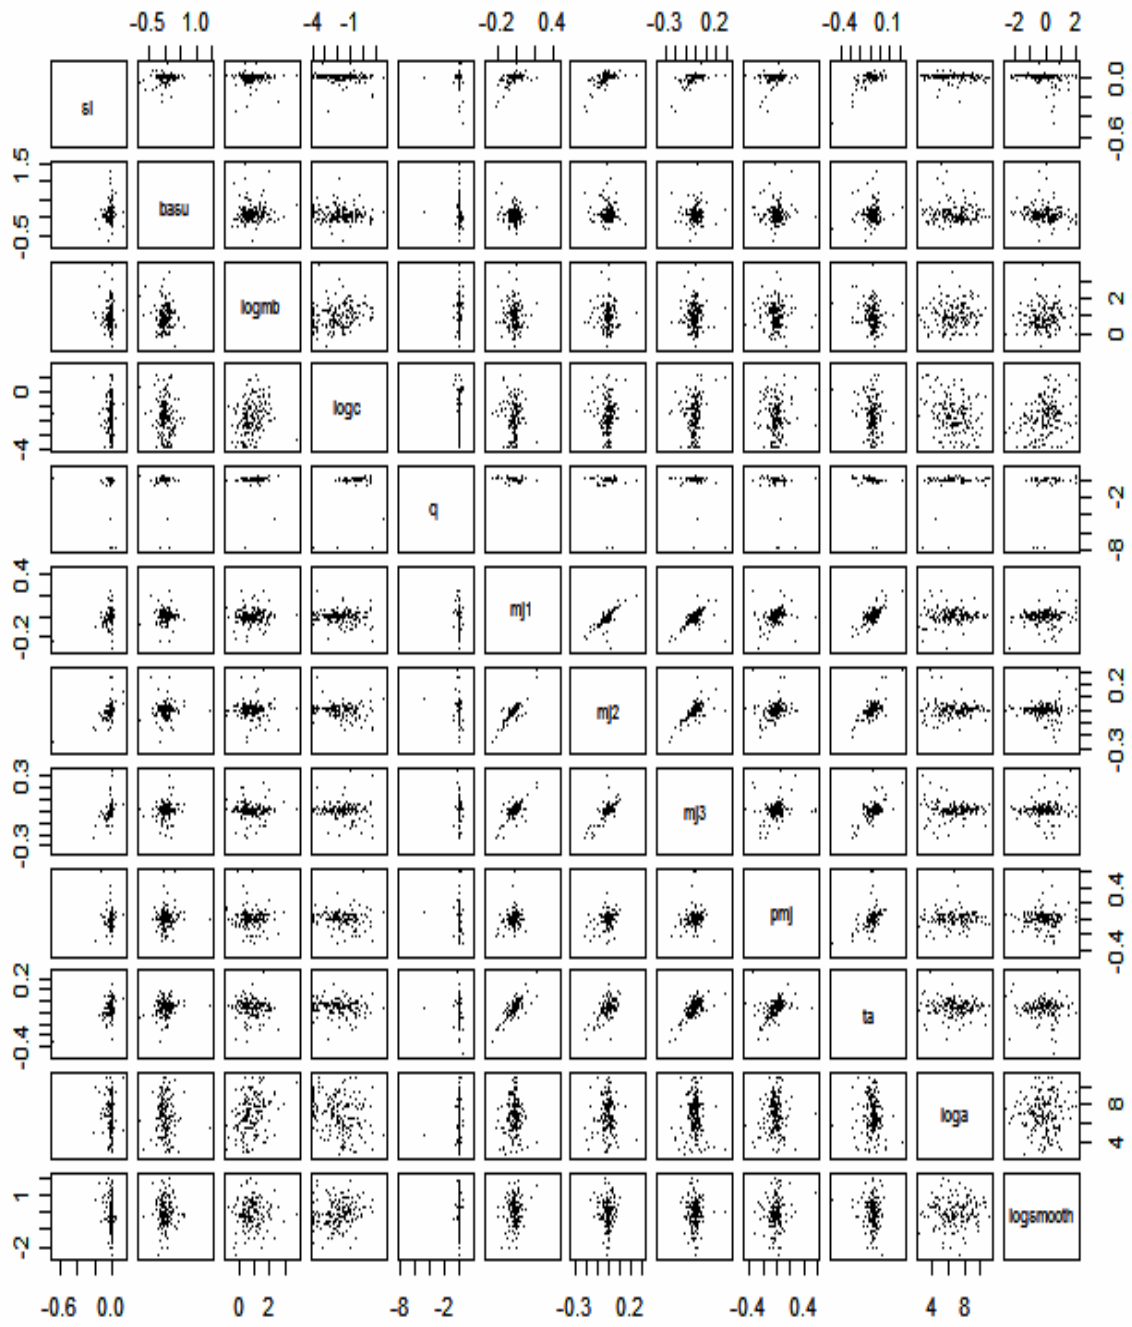 -0.5 1.0 -4 -1 -0.2 0.4 -0.3 0.2 -0.4 0.1 -2 0 2
si 0.0 -0.6
1.5 -0.5 basu
logmb 2 0
0 -4 logc
q -2 -8
0.4 -0.2 mj1
mj2 0.2 -0.3
0.3 -0.3 mj3
pmj 0.4 -0.4
0.2 -0.4 ta
loga 8 4
1 -2 logsmooth
-0.6 0.0 0 2 -8 -2 -0.3 0.2 -0.4 0.4 4 8